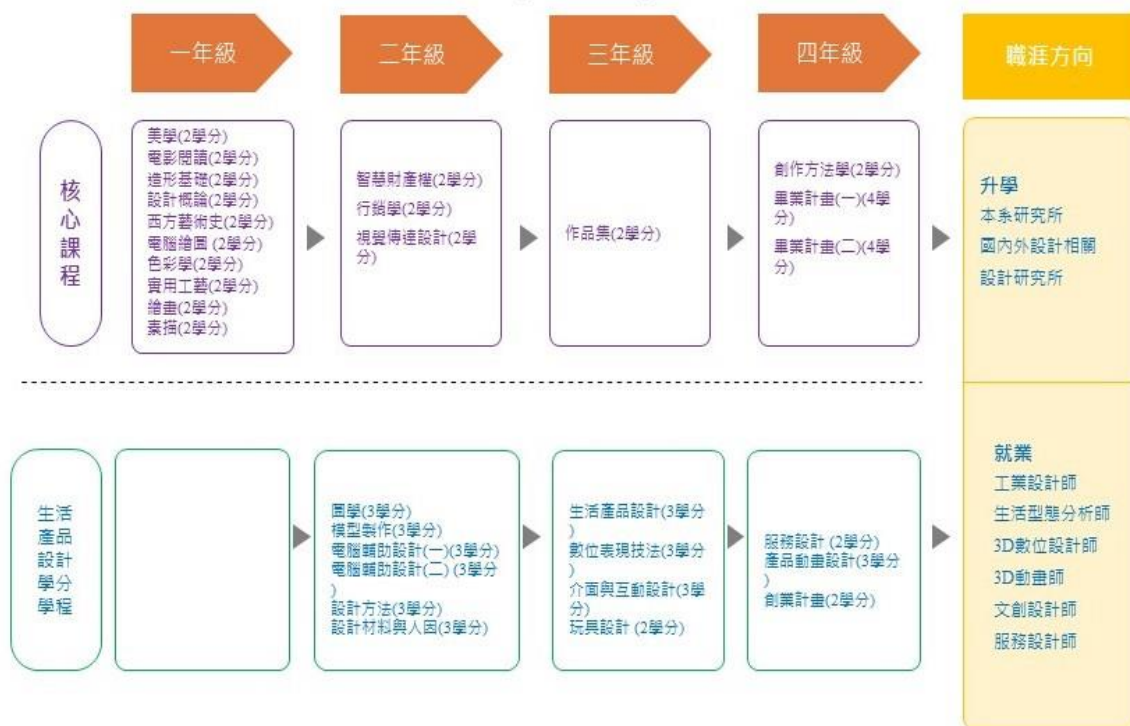 一年級
二年級
三年級
四年級
職涯方向
核
心
課
程
美學(2學分)
電影閱讀(2學分)
造形基礎(2學分)
設計概論(2學分)
西方藝術史(2學分)
電腦繪圖 (2學分)
色彩學(2學分)
實用工藝(2學分)
繪畫(2學分)
素描(2學分)
智慧財產權(2學分)
行銷學(2學分)
視覺傳達設計(2學
分)
作品集(2學分)
創作方法學(2學分)
畢業計畫(一)(4學
分)
畢業計畫(二)(4學
分)
升學
本系研究所
國內外設計相關
設計研究所
生活
產品
設計
學分
學程
圖學(3學分)
模型製作(3學分)
電腦輔助設計(一)(3學分)
電腦輔助設計(二) (3學分
)
設計方法(3學分)
設計材料與人因(3學分)
生活產品設計(3學分
)
數位表現技法(3學分
)
介面與互動設計(3學
分)
玩具設計 (2學分)
服務設計 (2學分)
產品動畫設計(3學分
)
創業計畫(2學分)
就業
工業設計師
生活型態分析師
3D數位設計師
3D動畫師
文創設計師
服務設計師